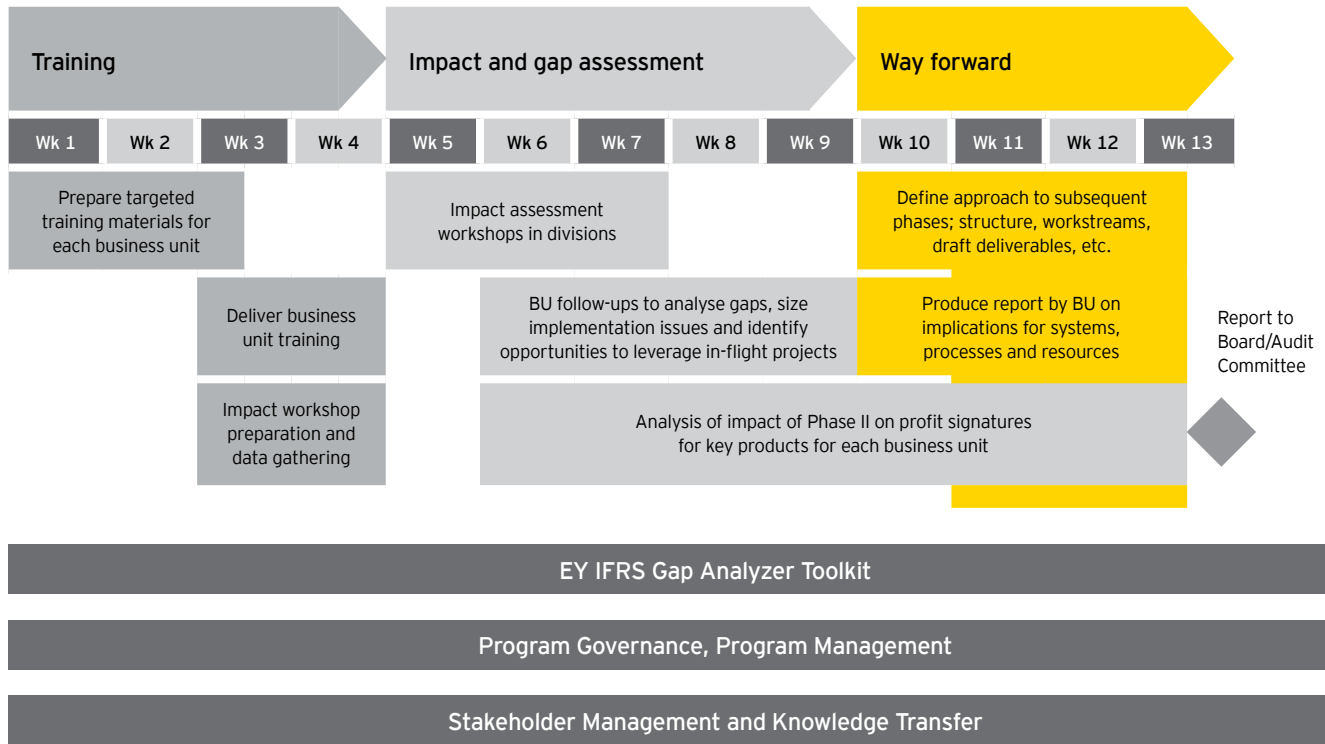 Training
Impact and gap assessment
Way forward
Wk 1
Wk 2
Wk 3
Wk 4
Wk 5
Wk 6
Wk 7
Wk 8
Wk 9
Wk 10
Wk 11
Wk 12
Wk 13
Prepare targeted
training materials for
each business unit
Impact assessment
workshops in divisions
Define approach to subsequent
phases; structure, workstreams,
draft deliverables, etc.
Deliver business
unit training
BU follow-ups to analyse gaps, size
implementation issues and identify
opportunities to leverage in-flight projects
Produce report by BU on
implications for systems,
processes and resources
Report to
Board/Audit
Committee
Impact workshop
preparation and
data gathering
Analysis of impact of Phase II on profit signatures
for key products for each business unit
EY IFRS Gap Analyzer Toolkit
Program Governance, Program Management
Stakeholder Management and Knowledge Transfer